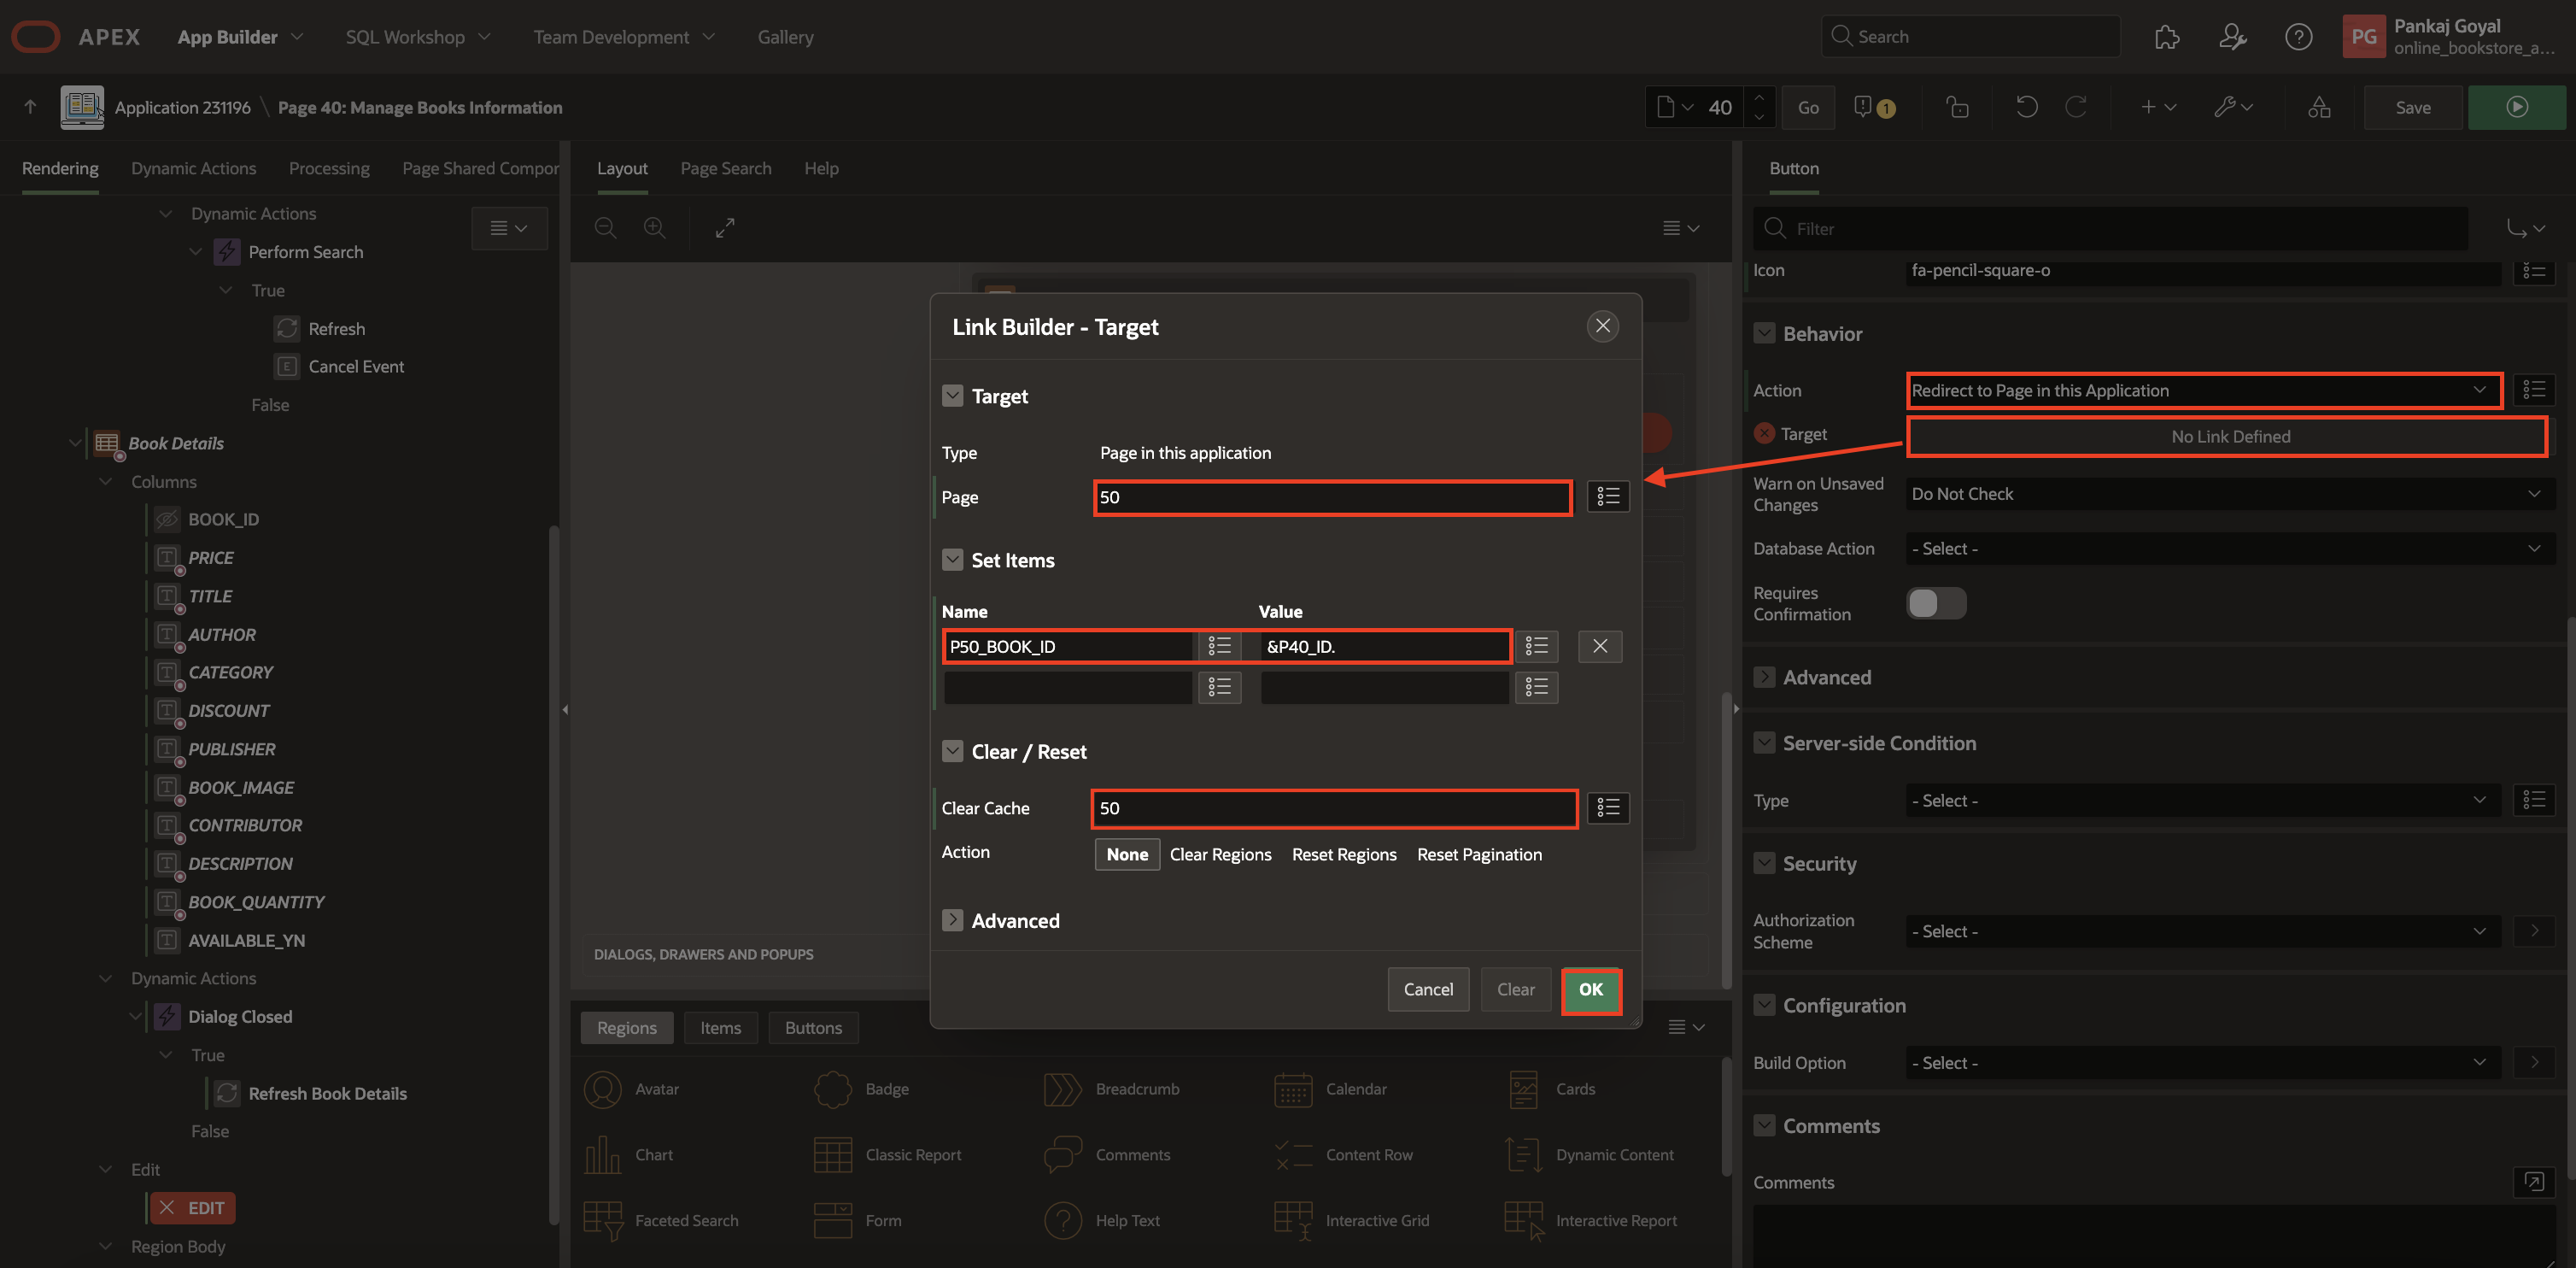 APEX App Builder SQL Workshop Team Development Gallery Search PG Pankaj Goyal
online_bookstore_a...
Application 231196 \ Page 40: Manage Books Information 40 Go 1 Save
Rendering Dynamic Actions Processing Page Shared Compor
Dynamic Actions
Perform Search
True
Refresh
E Cancel Event
False
Book Details
Columns
BOOK_ID
PRICE
TITLE
AUTHOR
CATEGORY
DISCOUNT
PUBLISHER
BOOK_IMAGE
CONTRIBUTOR
DESCRIPTION
BOOK_QUANTITY
AVAILABLE_YN
Dynamic Actions
Dialog Closed
True
Refresh Book Details
False
Edit
EDIT
Region Body
Layout Page Search Help
Link Builder - Target
Target
Type Page in this application
Page 50
Set Items
Name Value
P50_BOOK_ID &P40_ID.
Clear / Reset
Clear Cache 50
Action None Clear Regions Reset Regions Reset Pagination
Advanced
Cancel Clear OK
DIALOGS, DRAWERS AND POPUPS
Regions Items Buttons
Avatar Badge Breadcrumb Calendar Cards
Chart Classic Report Comments Content Row Dynamic Content
Faceted Search Form Help Text Interactive Grid Interactive Report
Button
Filter
Icon fa-pencil-square-o
Behavior
Action Redirect to Page in this Application
Target No Link Defined
Warn on Unsaved
Changes
Do Not Check
Database Action - Select -
Requires
Confirmation
Advanced
Server-side Condition
Type - Select -
Security
Authorization
Scheme
- Select -
Configuration
Build Option - Select -
Comments
Comments